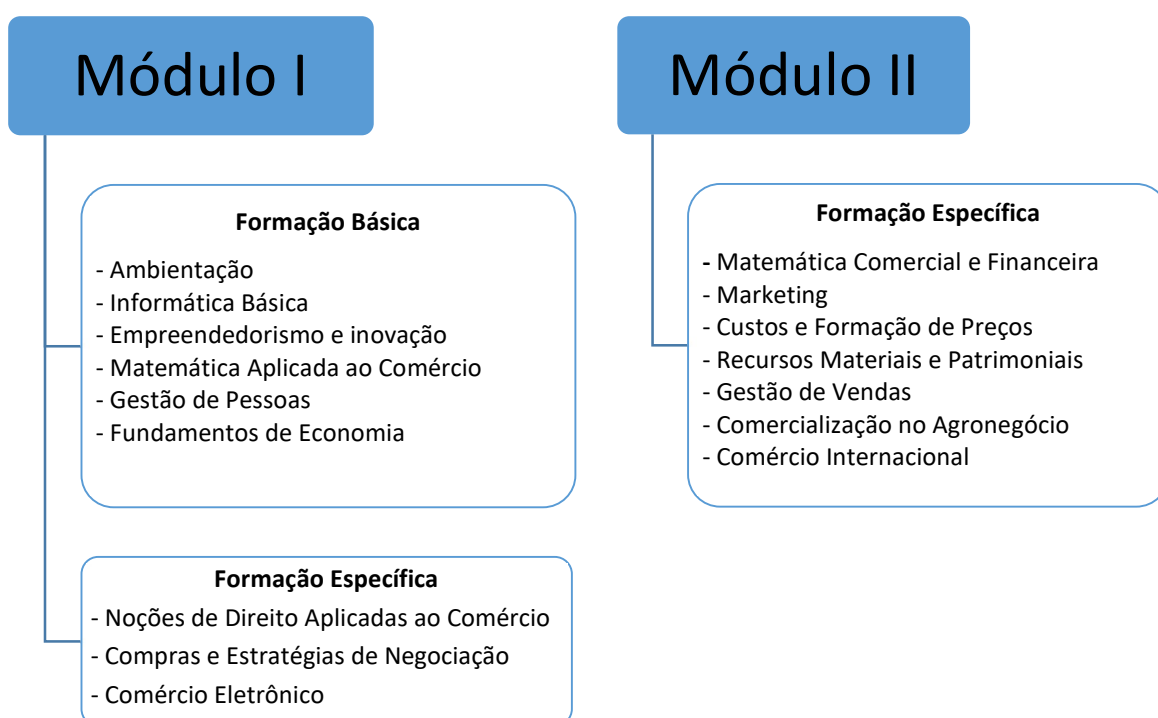 Módulo I
Formação Básica
- Ambientação
- Informática Básica
- Empreendedorismo e inovação
- Matemática Aplicada ao Comércio
- Gestão de Pessoas
- Fundamentos de Economia
Formação Específica
- Noções de Direito Aplicadas ao Comércio
- Compras e Estratégias de Negociação
- Comércio Eletrônico
Módulo II
Formação Específica
- Matemática Comercial e Financeira
- Marketing
- Custos e Formação de Preços
- Recursos Materiais e Patrimoniais
- Gestão de Vendas
- Comercialização no Agronegócio
- Comércio Internacional